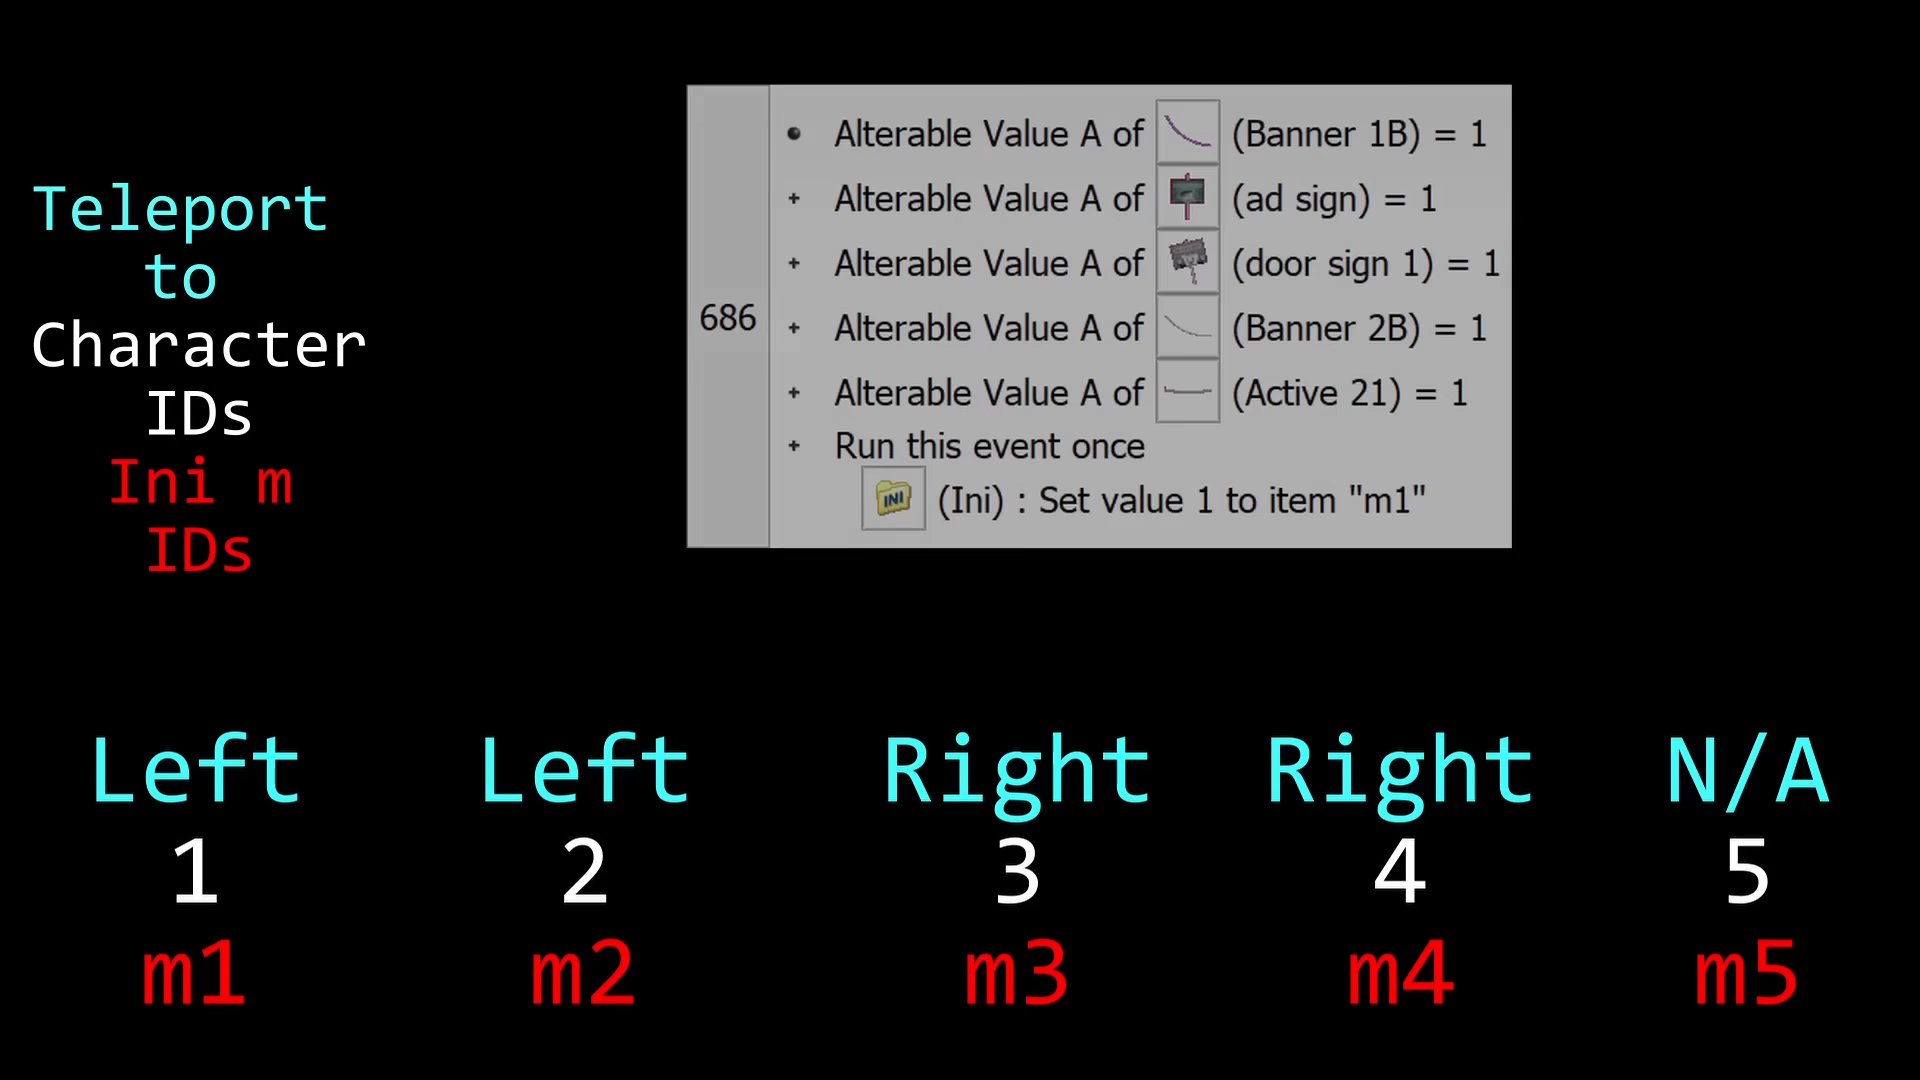 Teleport
to
Character
IDs
Ini m
IDs
686
Alterable Value A of (Banner 1B) = 1
+ Alterable Value A of (ad sign) = 1
+ Alterable Value A of (door sign 1) = 1
+ Alterable Value A of (Banner 2B) = 1
+ Alterable Value A of (Active 21) = 1
+ Run this event once
INI (Ini) : Set value 1 to item "m1"
Left Left Right Right N/A
1 2 3 4 5
m1 m2 m3 m4 m5